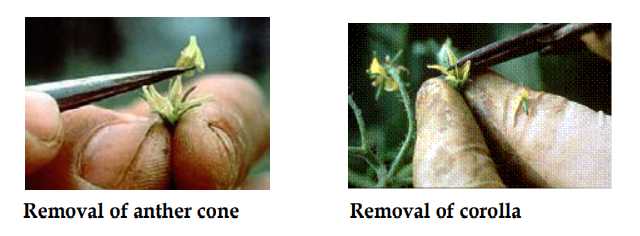 Removal of anther cone
Removal of corolla